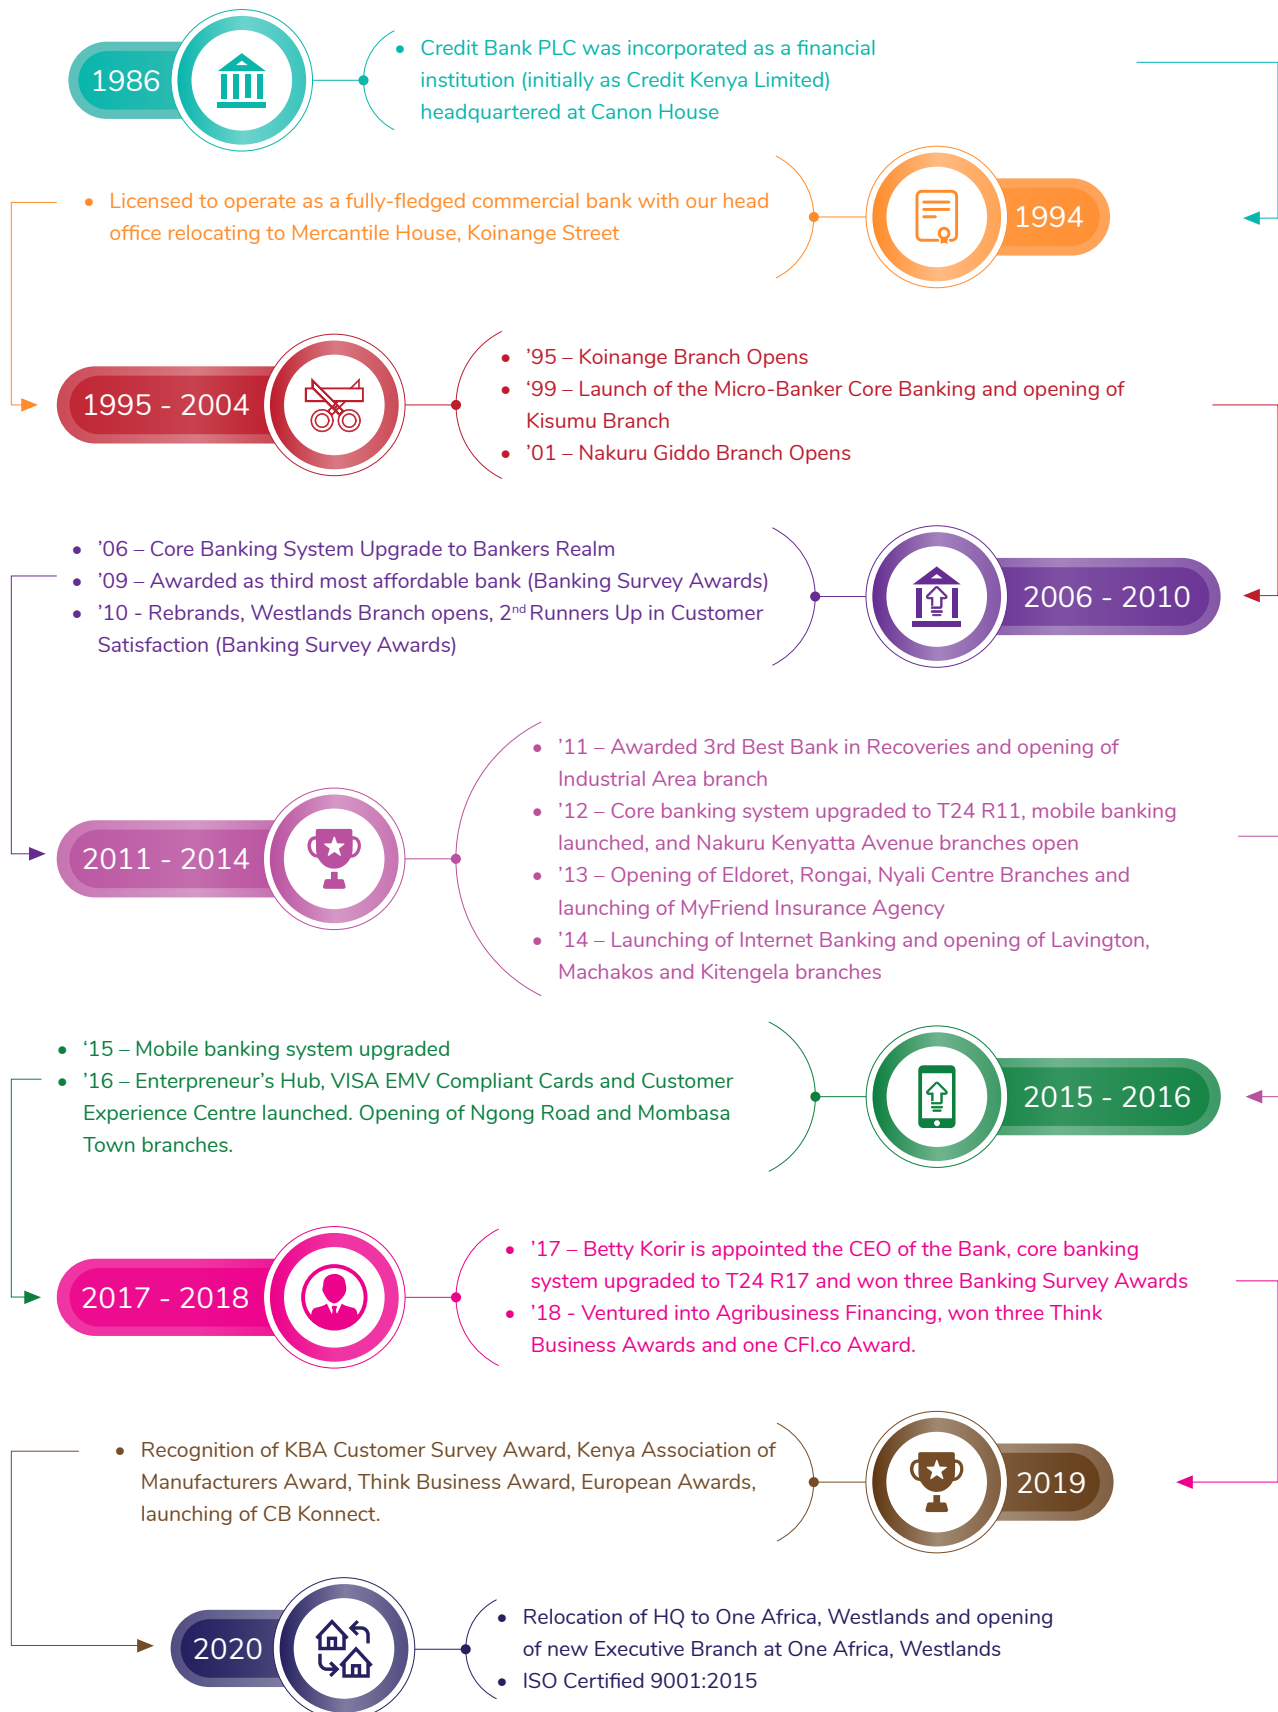 1986
• Credit Bank PLC was incorporated as a financial
institution (initially as Credit Kenya Limited)
headquartered at Canon House
• Licensed to operate as a fully-fledged commercial bank with our head
office relocating to Mercantile House, Koinange Street
1994
1995 - 2004
• ’95 – Koinange Branch Opens
• ‘99 – Launch of the Micro-Banker Core Banking and opening of
Kisumu Branch
• ’01 – Nakuru Giddo Branch Opens
• ’06 – Core Banking System Upgrade to Bankers Realm
• ’09 – Awarded as third most affordable bank (Banking Survey Awards)
• ’10 - Rebrands, Westlands Branch opens, 2nd Runners Up in Customer
Satisfaction (Banking Survey Awards)
2006 - 2010
2011 - 2014
• ’11 – Awarded 3rd Best Bank in Recoveries and opening of
Industrial Area branch
• ’12 – Core banking system upgraded to T24 R11, mobile banking
launched, and Nakuru Kenyatta Avenue branches open
• ’13 – Opening of Eldoret, Rongai, Nyali Centre Branches and
launching of MyFriend Insurance Agency
• ’14 – Launching of Internet Banking and opening of Lavington,
Machakos and Kitengela branches
• ‘15 – Mobile banking system upgraded
• ’16 – Enterpreneur’s Hub, VISA EMV Compliant Cards and Customer
Experience Centre launched. Opening of Ngong Road and Mombasa
Town branches.
2015 - 2016
2017 - 2018
• ’17 – Betty Korir is appointed the CEO of the Bank, core banking
system upgraded to T24 R17 and won three Banking Survey Awards
• ’18 - Ventured into Agribusiness Financing, won three Think
Business Awards and one CFI.co Award.
• Recognition of KBA Customer Survey Award, Kenya Association of
Manufacturers Award, Think Business Award, European Awards,
launching of CB Konnect.
2019
2020
• Relocation of HQ to One Africa, Westlands and opening
of new Executive Branch at One Africa, Westlands
• ISO Certified 9001:2015